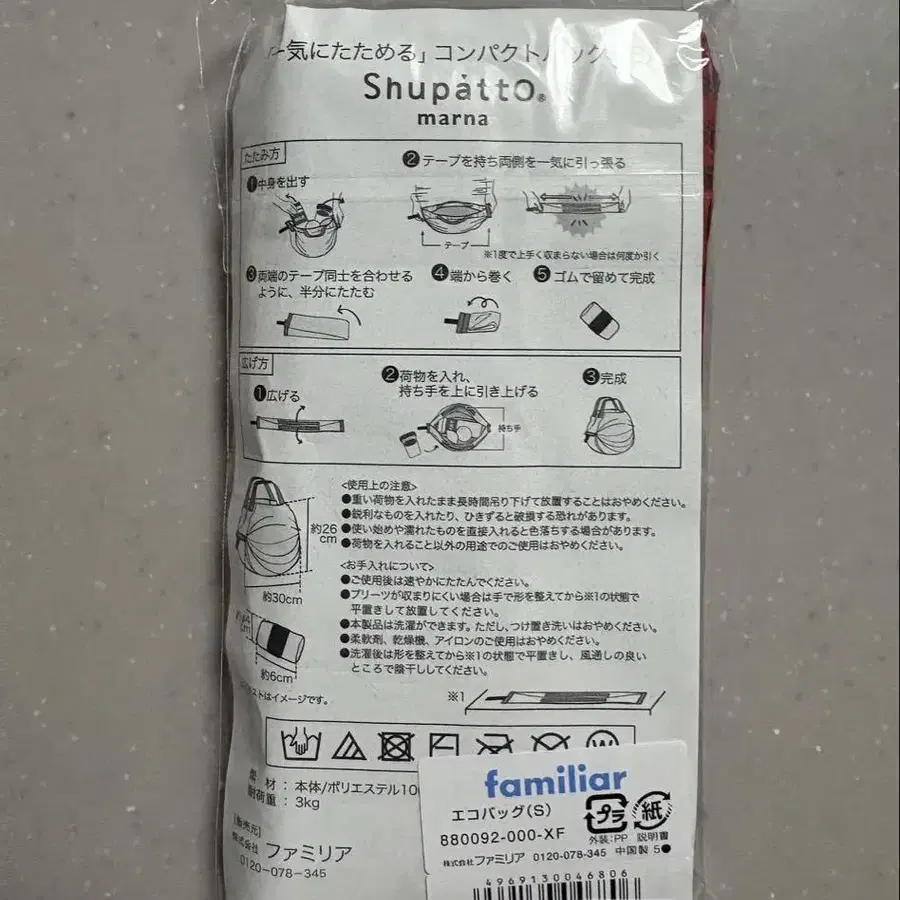 一気にたためる」コンパクトバッグ
Shupatto®
marna
たたみ方
❶中身を出す
❷テープを持ち両側を一気に引っ張る
テープ
※1度で上手く収まらない場合は何度か引く
❸両端のテープ同士を合わせる
ように、半分にたたむ
❹端から巻く
❺ゴムで留めて完成
広げ方
❶広げる
❷荷物を入れ、
持ち手を上に引き上げる
持ち手
❸完成
約26
cm
約30cm
cm
約6cm
ストはイメージです。
<使用上の注意>
●重い荷物を入れたまま長時間吊り下げて放置することはおやめください。
●鋭利なものを入れたり、ひきずると破損する恐れがあります。
●使い始めや濡れたものを直接入れると色落ちする場合があります。
●荷物を入れること以外の用途でのご使用はおやめください。
<お手入れについて>
●ご使用後は速やかにたたんでください。
●プリーツが収まりにくい場合は手で形を整えてから※1の状態で
平置きして放置してください。
●本製品は洗濯ができます。ただし、つけ置き洗いはおやめください。
●柔軟剤、乾燥機、アイロンのご使用はおやめください。
●洗濯後は形を整えてから※1の状態で平置きし、風通しの良い
ところで陰干ししてください。
※1
W
素 材 : 本体/ポリエステル10
耐荷重 : 3kg
[販売元]
株式会社 ファミリア
0120-078-345
familiar
エコバッグ(S)
880092-000-XF
プラ
紙
外装:PP 説明書
株式会社ファミリア 0120-078-345 中国製 5●
4969130046806